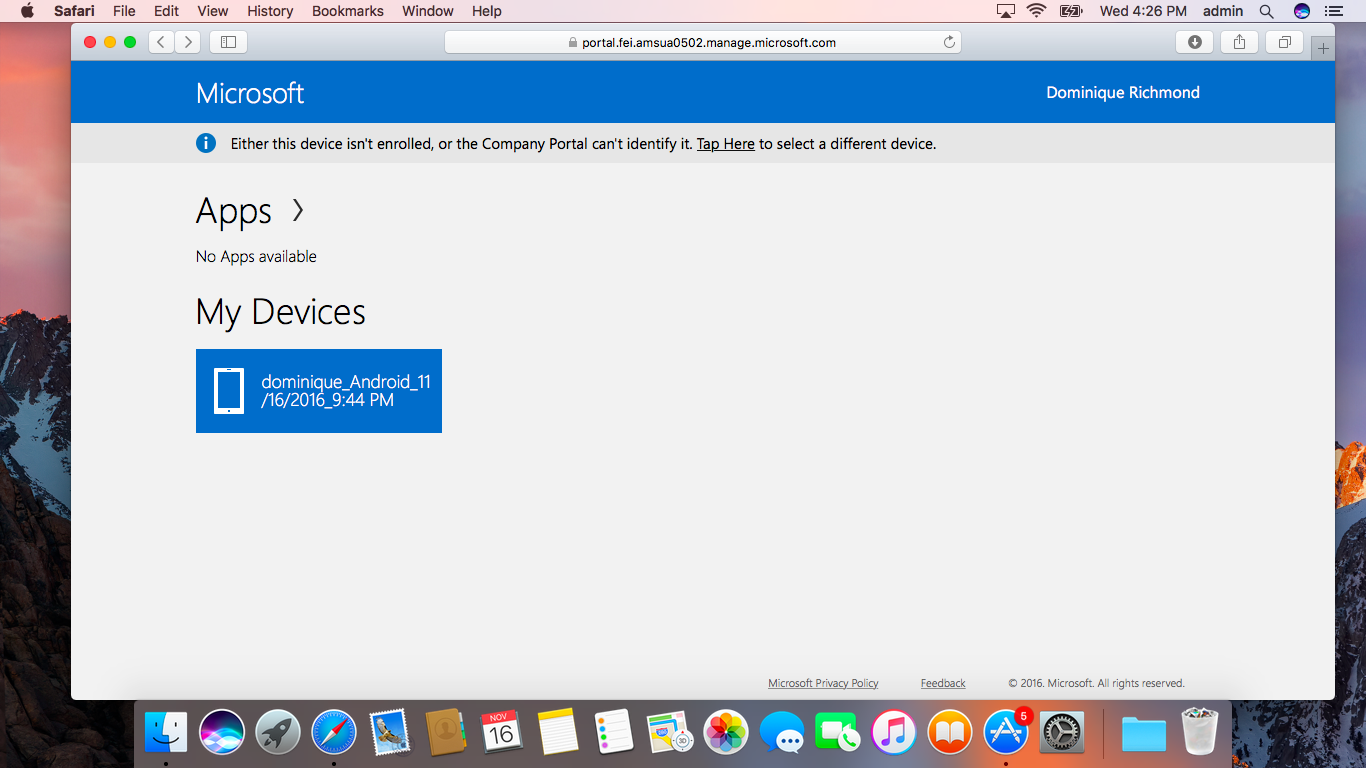 Safari File Edit View History Bookmarks Window Help Wed 4:26 PM admin
portal.fei.amsua0502.manage.microsoft.com
Microsoft Dominique Richmond
Either this device isn't enrolled, or the Company Portal can't identify it. Tap Here to select a different device.
Apps
No Apps available
My Devices
dominique_Android_11
/16/2016_9:44 PM
Microsoft Privacy Policy Feedback © 2016. Microsoft. All rights reserved.
NOV
16
3D
5